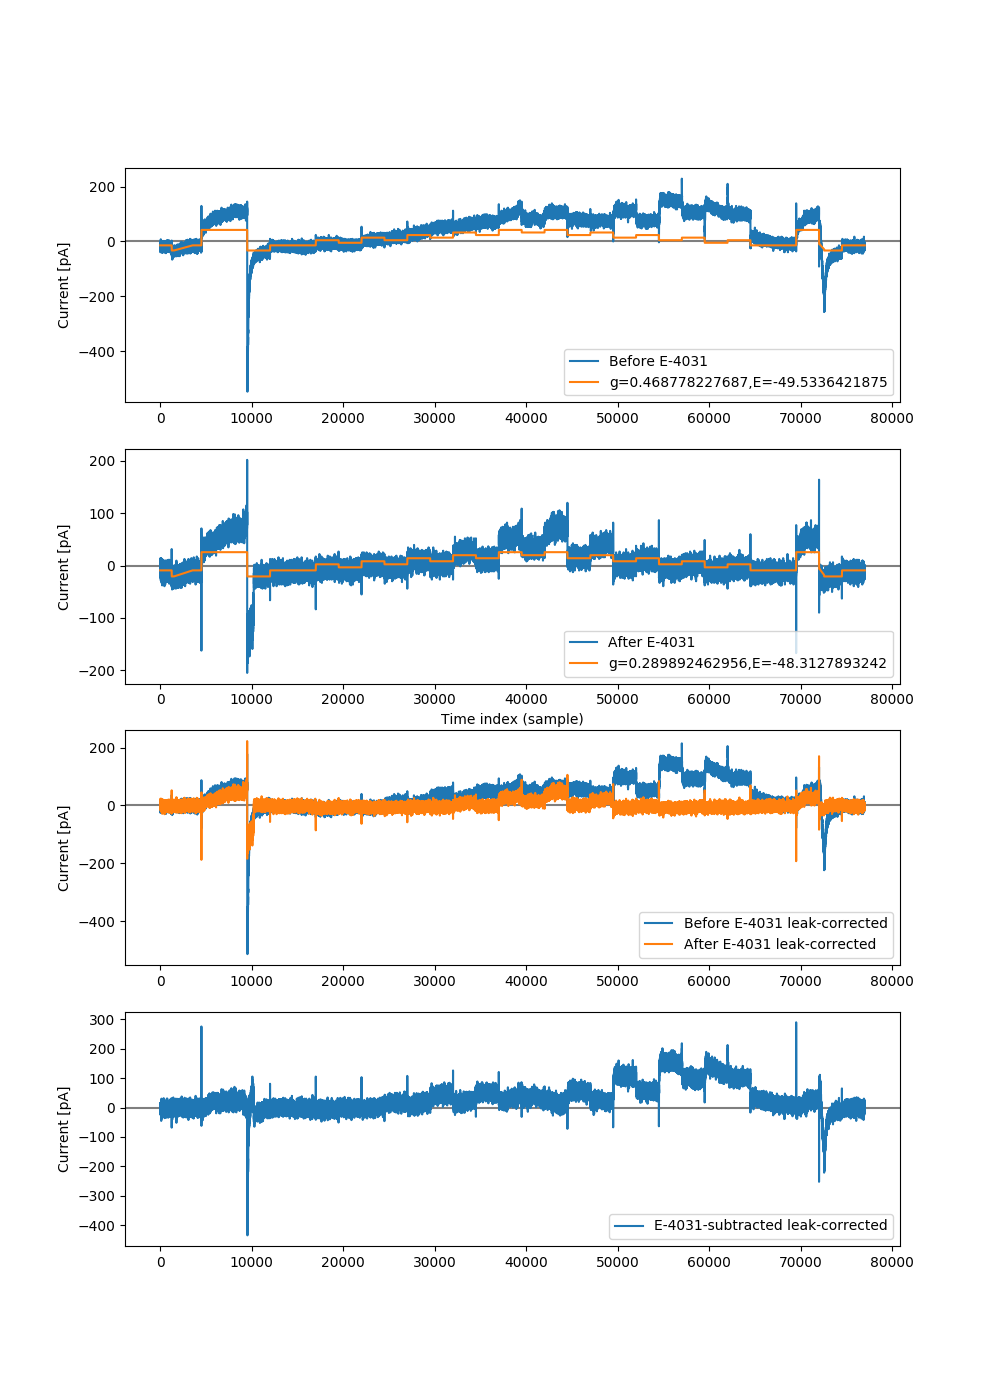 200
0
−200
−400
Current [pA]
Before E-4031
g=0.468778227687,E=-49.5336421875
0 10000 20000 30000 40000 50000 60000 70000 80000
200
100
0
−100
−200
Current [pA]
After E-4031
g=0.289892462956,E=-48.3127893242
0 10000 20000 30000 40000 50000 60000 70000 80000
Time index (sample)
200
0
−200
−400
Current [pA]
Before E-4031 leak-corrected
After E-4031 leak-corrected
0 10000 20000 30000 40000 50000 60000 70000 80000
300
200
100
0
−100
−200
−300
−400
Current [pA]
E-4031-subtracted leak-corrected
0 10000 20000 30000 40000 50000 60000 70000 80000